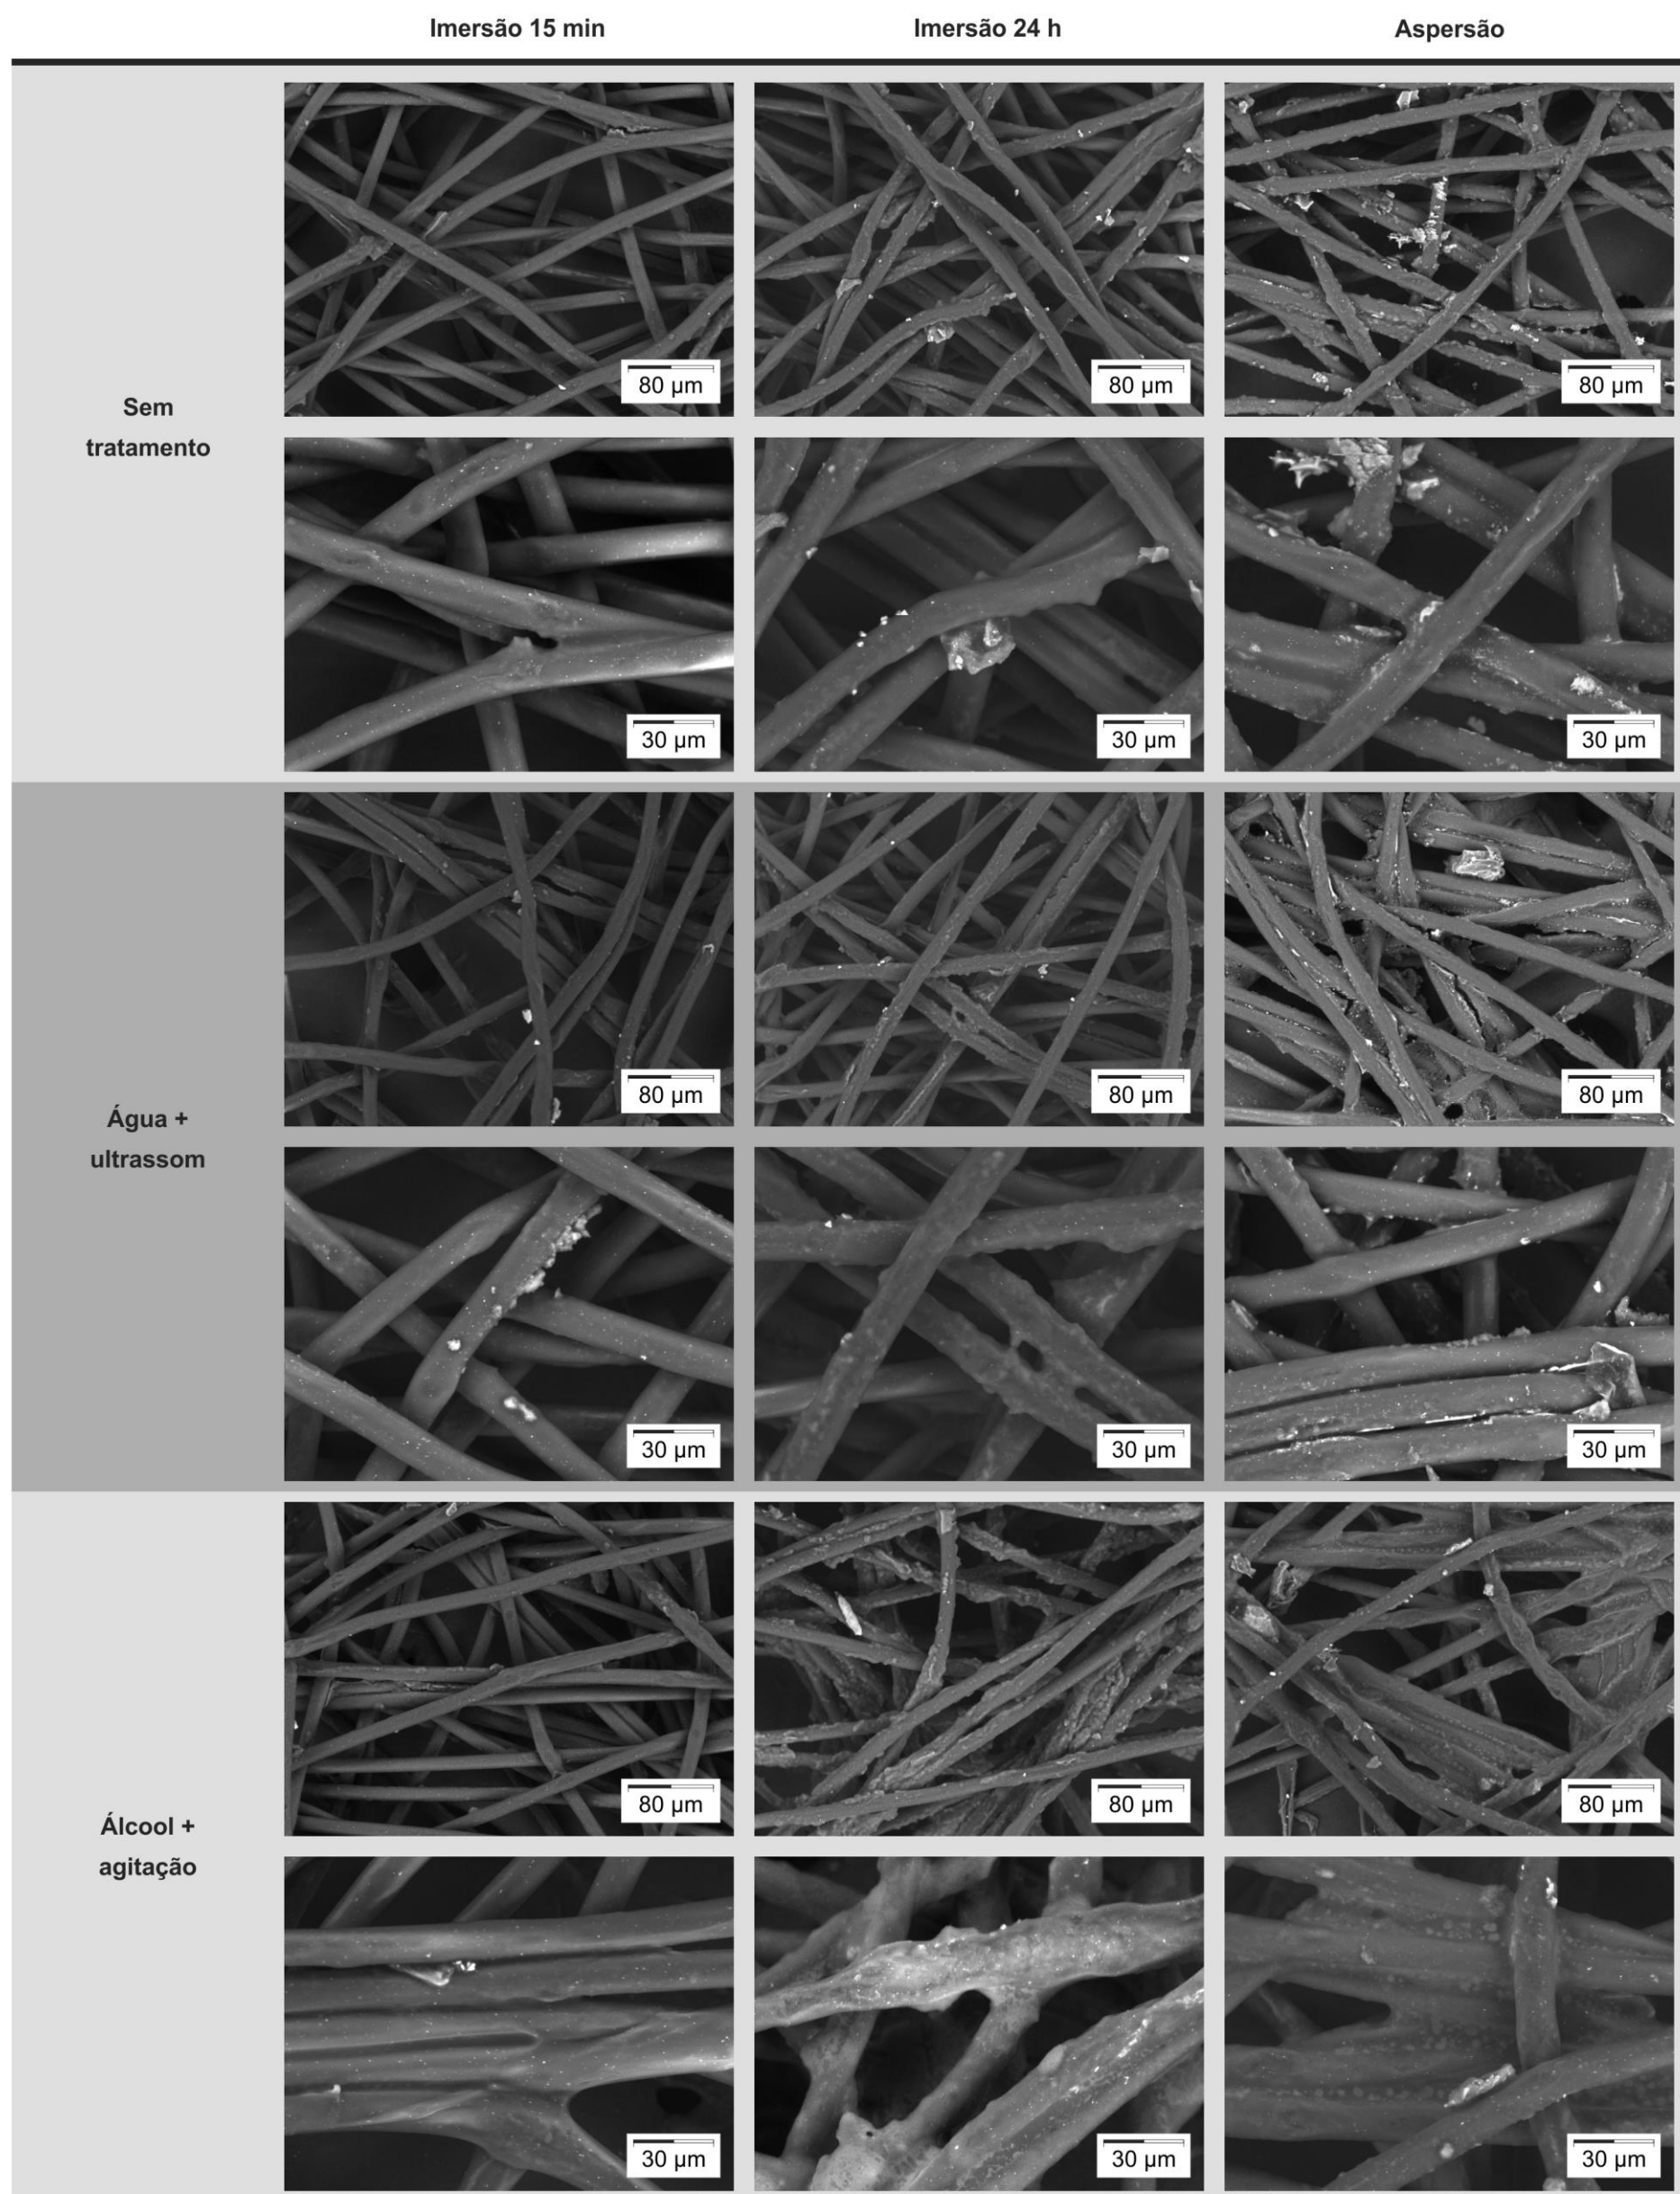 Imersão 15 min Imersão 24 h Aspersão
80 µm 80 µm 80 µm
Sem
tratamento
30 µm 30 µm 30 µm
80 µm 80 µm 80 µm
Água +
ultrassom
30 µm 30 µm 30 µm
80 µm 80 µm 80 µm
Álcool +
agitação
30 µm 30 µm 30 µm